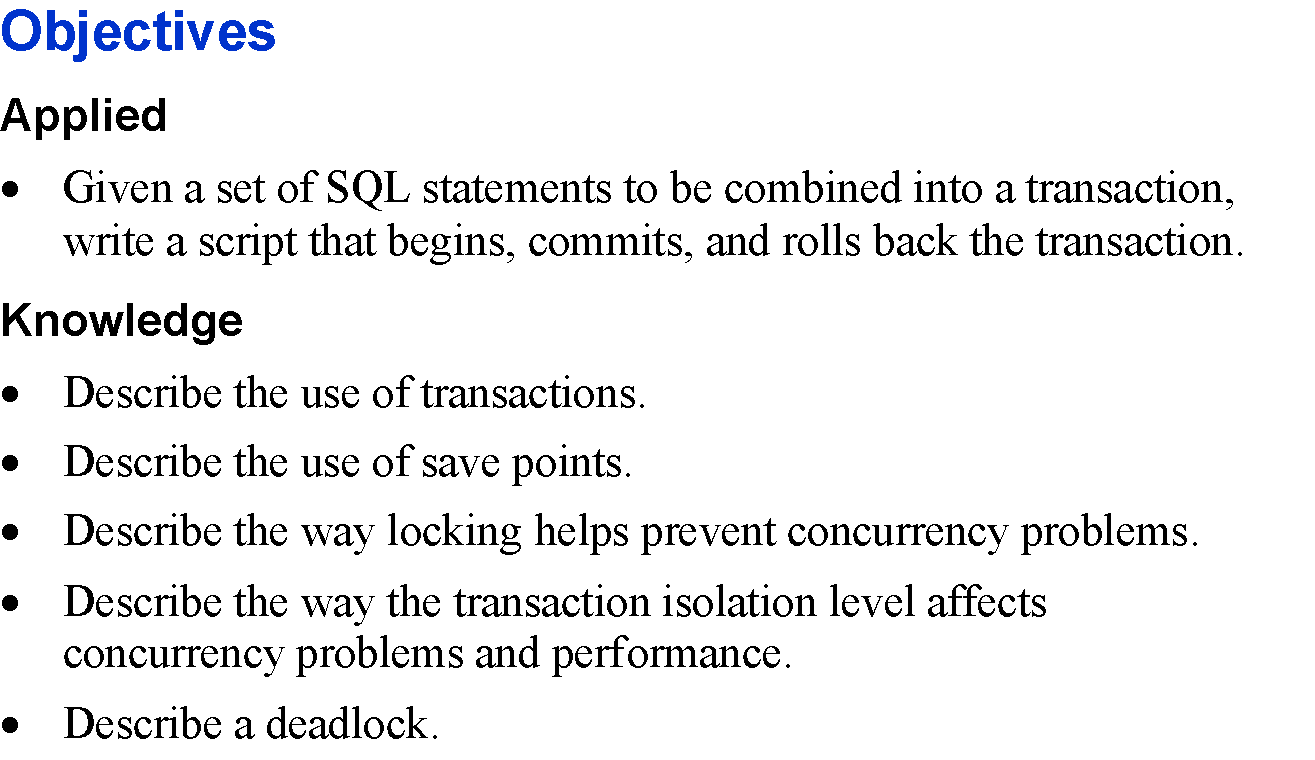 Objectives
Applied
• Given a set of SQL statements to be combined into a transaction,
write a script that begins, commits, and rolls back the transaction.
Knowledge
• Describe the use of transactions.
• Describe the use of save points.
• Describe the way locking helps prevent concurrency problems.
• Describe the way the transaction isolation level affects
concurrency problems and performance.
• Describe a deadlock.